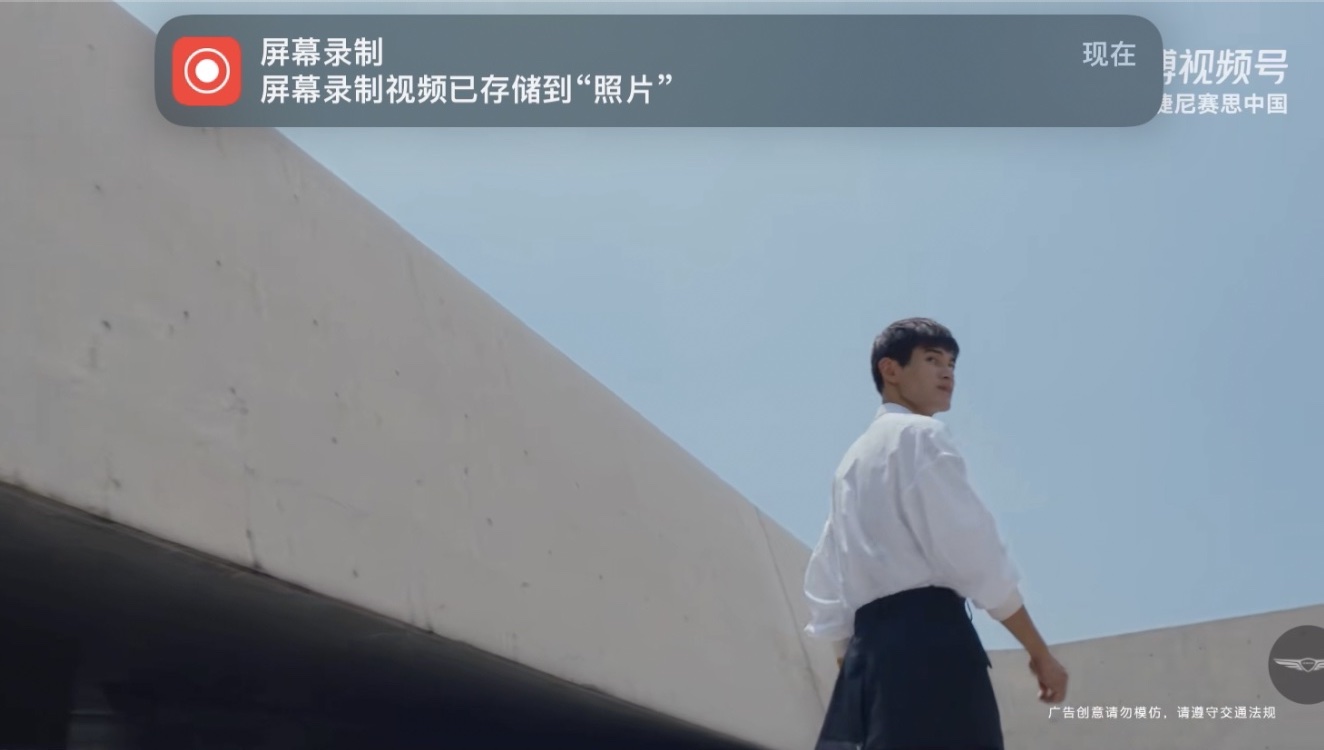 屏幕录制
现在
屏幕录制视频已存储到“照片”
视频号
捷尼赛思中国
广告创意请勿模仿，请遵守交通法规